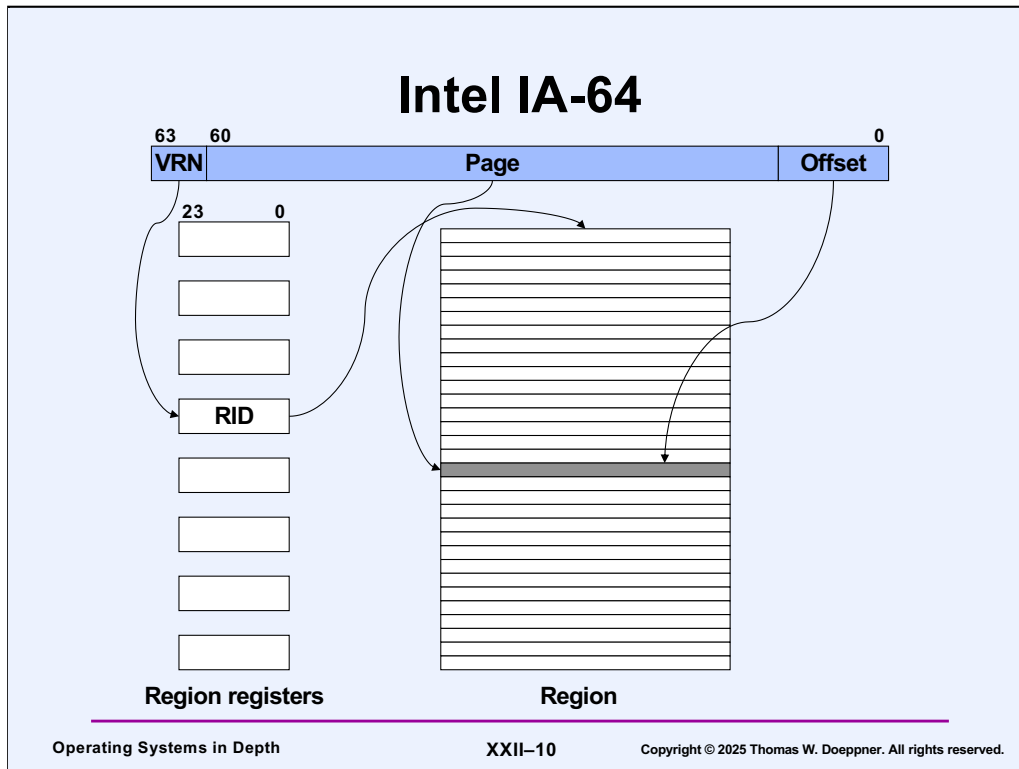 Intel IA-64
63 60 0
VRN Page Offset
23 0
RID
Region registers Region
Operating Systems in Depth XXII–10 Copyright © 2025 Thomas W. Doeppner. All rights reserved.